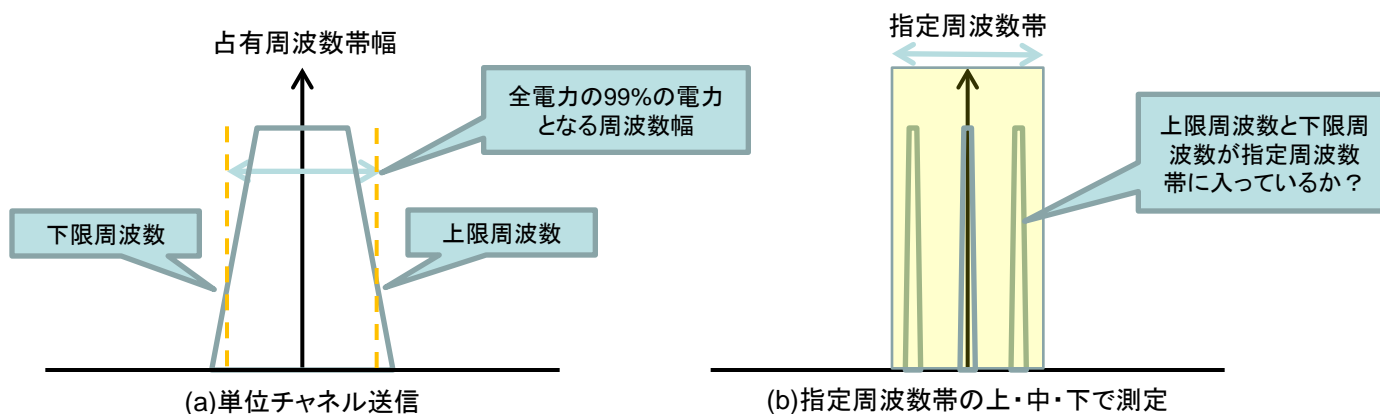 占有周波数帯幅
全電力の99%の電力
となる周波数幅
下限周波数
上限周波数
(a)単位チャネル送信
指定周波数帯
上限周波数と下限周
波数が指定周波数
帯に入っているか？
(b)指定周波数帯の上・中・下で測定